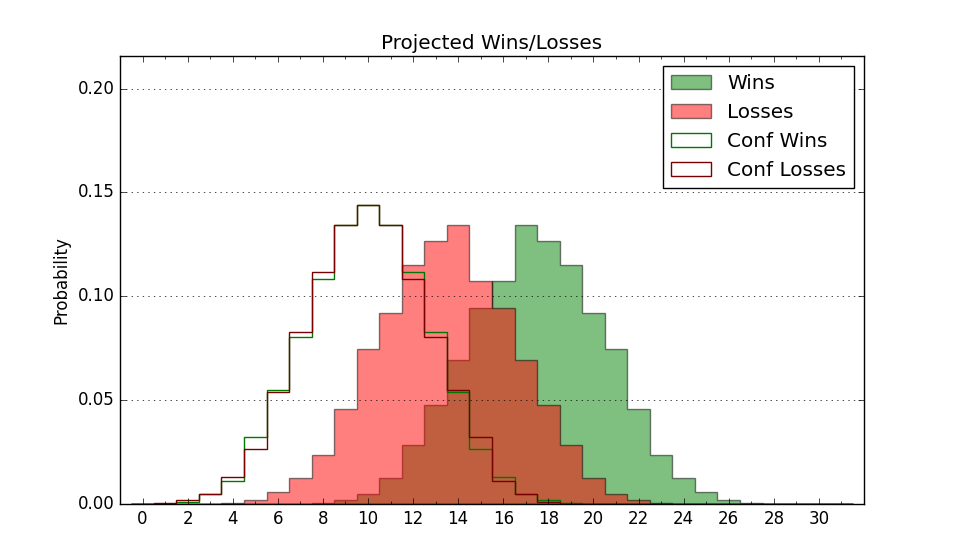 Projected Wins/Losses
0.20
0.15
0.10
0.05
0.00
Probability
Wins
Losses
Conf Wins
Conf Losses
0 2 4 6 8 10 12 14 16 18 20 22 24 26 28 30